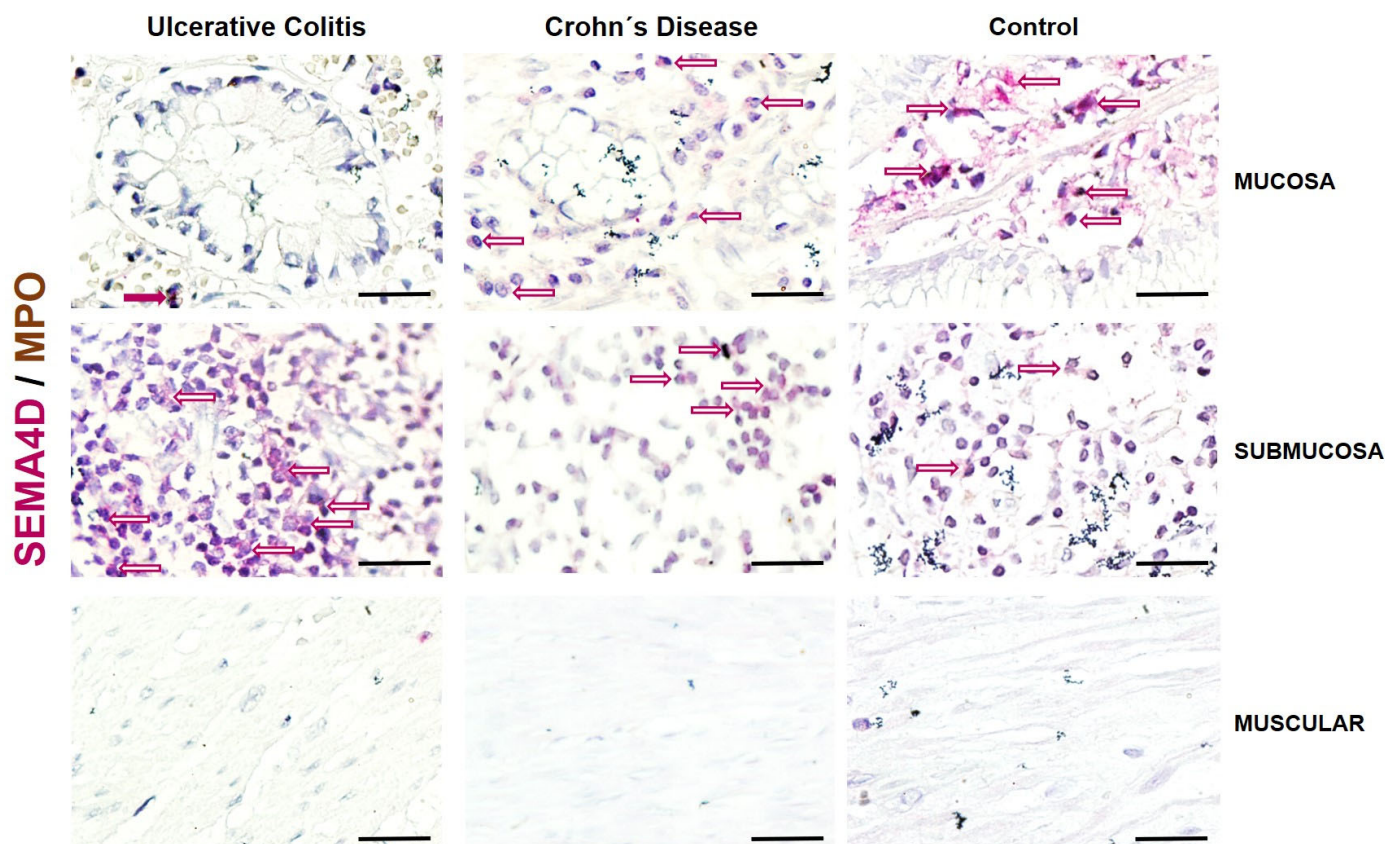 Ulcerative Colitis
Crohn´s Disease
Control
SEMA4D / MPO
MUCOSA
SUBMUCOSA
MUSCULAR